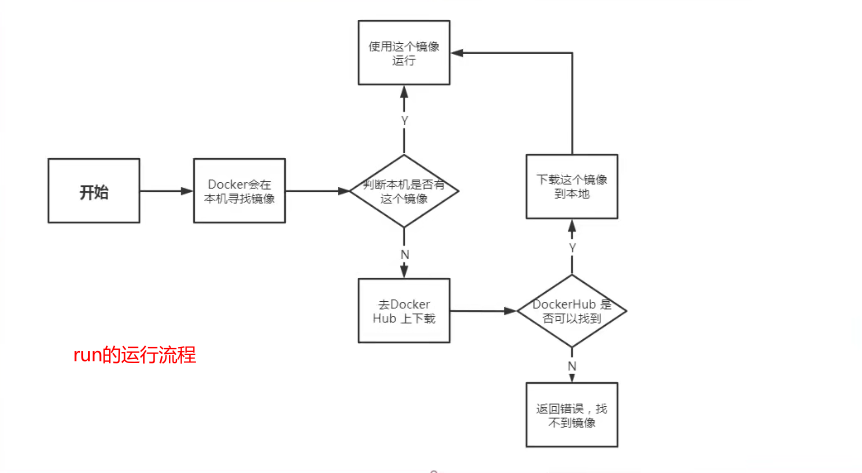 使用这个镜像
运行
Y
开始
Docker会在
本机寻找镜像
判断本机是否有
这个镜像
下载这个镜像
到本地
N
Y
去Docker
Hub 上下载
DockerHub 是
否可以找到
run的运行流程
N
返回错误，找
不到镜像